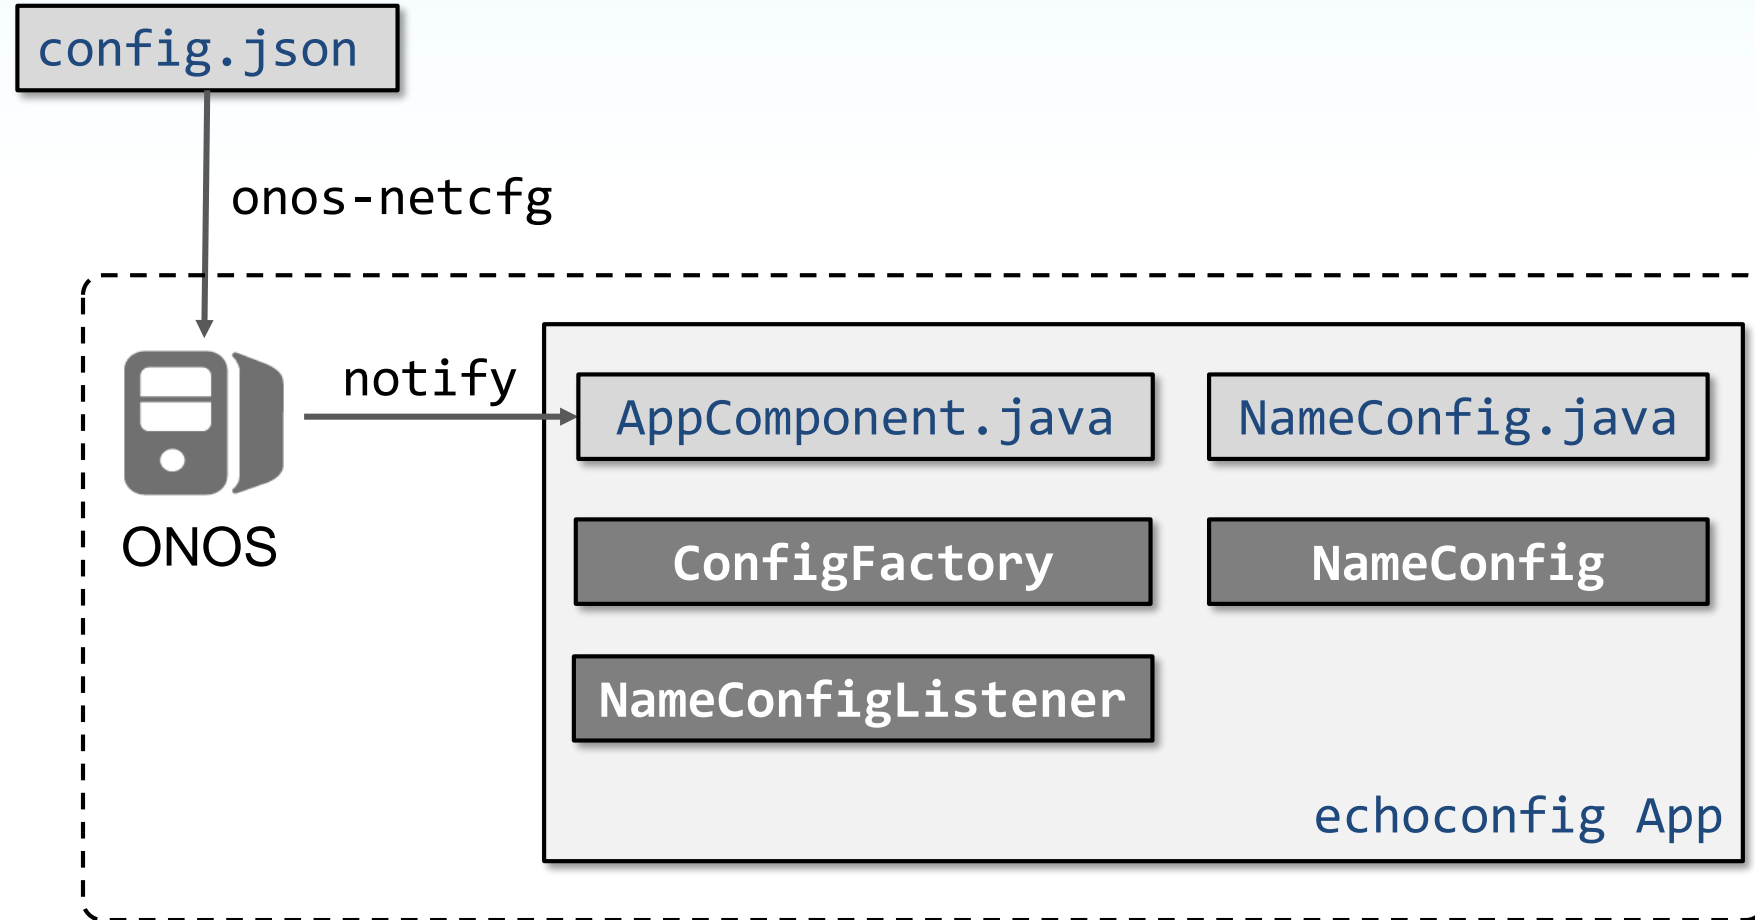 config.json
onos-netcfg
notify
AppComponent.java
NameConfig.java
ONOS
ConfigFactory
NameConfig
NameConfigListener
echoconfig App